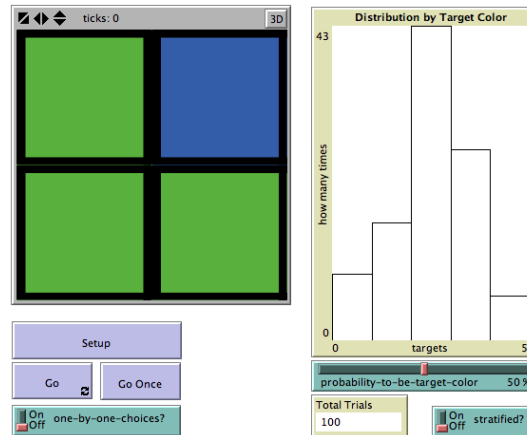 ticks: 0
3D
Distribution by Target Color
43
how many times
0
0
targets
5
Setup
Go
Go Once
On
Off
one-by-one-choices?
probability-to-be-target-color
50 %
Total Trials
100
On
Off
stratified?